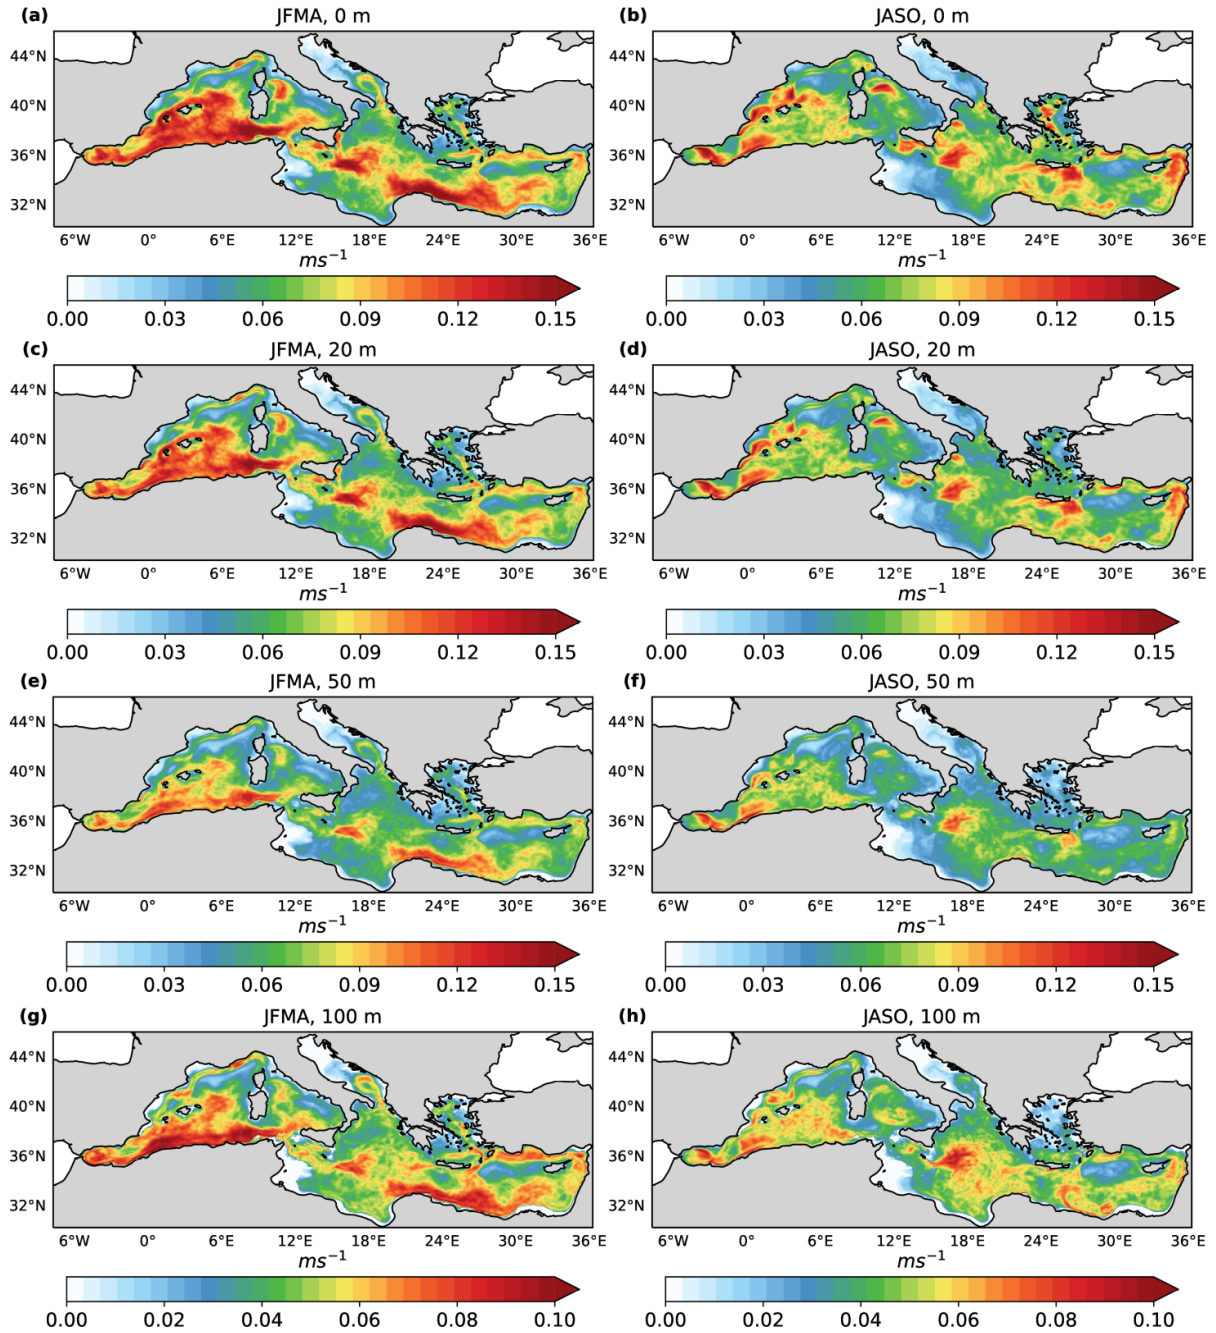 (a) JFMA, 0 m
44°N
40°N
36°N
32°N
6°W 0° 6°E 12°E 18°E 24°E 30°E 36°E
ms⁻¹
0.00 0.03 0.06 0.09 0.12 0.15
(b) JASO, 0 m
44°N
40°N
36°N
32°N
6°W 0° 6°E 12°E 18°E 24°E 30°E 36°E
ms⁻¹
0.00 0.03 0.06 0.09 0.12 0.15
(c) JFMA, 20 m
44°N
40°N
36°N
32°N
6°W 0° 6°E 12°E 18°E 24°E 30°E 36°E
ms⁻¹
0.00 0.03 0.06 0.09 0.12 0.15
(d) JASO, 20 m
44°N
40°N
36°N
32°N
6°W 0° 6°E 12°E 18°E 24°E 30°E 36°E
ms⁻¹
0.00 0.03 0.06 0.09 0.12 0.15
(e) JFMA, 50 m
44°N
40°N
36°N
32°N
6°W 0° 6°E 12°E 18°E 24°E 30°E 36°E
ms⁻¹
0.00 0.03 0.06 0.09 0.12 0.15
(f) JASO, 50 m
44°N
40°N
36°N
32°N
6°W 0° 6°E 12°E 18°E 24°E 30°E 36°E
ms⁻¹
0.00 0.03 0.06 0.09 0.12 0.15
(g) JFMA, 100 m
44°N
40°N
36°N
32°N
6°W 0° 6°E 12°E 18°E 24°E 30°E 36°E
ms⁻¹
0.00 0.02 0.04 0.06 0.08 0.10
(h) JASO, 100 m
44°N
40°N
36°N
32°N
6°W 0° 6°E 12°E 18°E 24°E 30°E 36°E
ms⁻¹
0.00 0.02 0.04 0.06 0.08 0.10